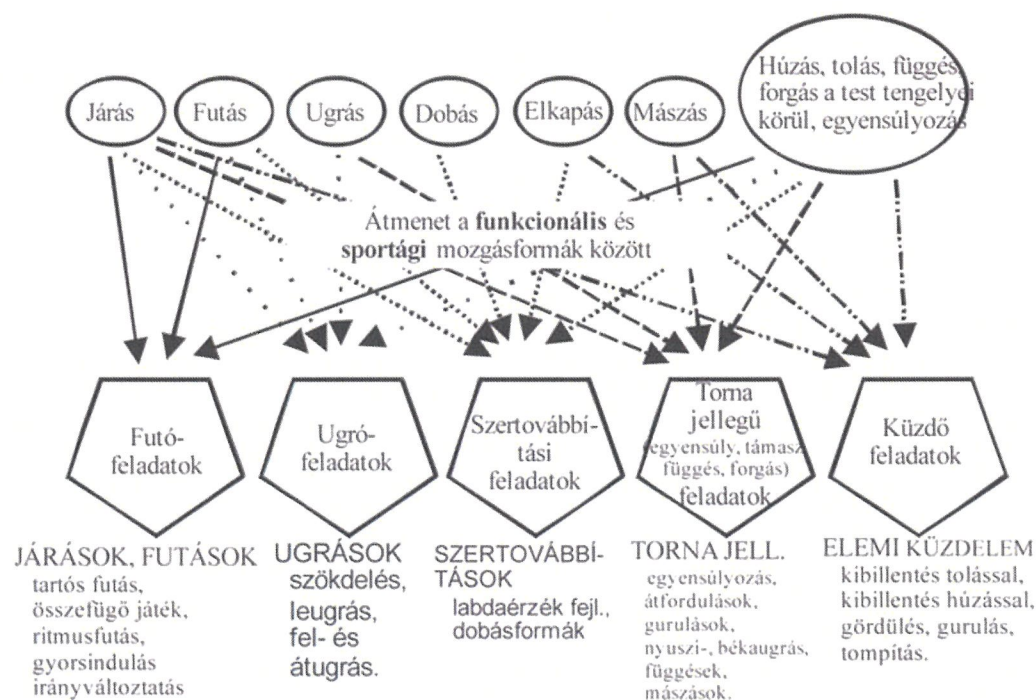 Járás
Futás
Ugrás
Dobás
Elkapás
Mászás
Húzás, tolás, függés,
forgás a test tengelyei
körül, egyensúlyozás
Átmenet a funkcionális és
sportági mozgásformák között
Futó-
feladatok
Ugró-
feladatok
Szertovábbí-
tási
feladatok
Torna
jellegű
(egyensúly, támasz
függés, forgás)
feladatok
Küzdő
feladatok
JÁRÁSOK, FUTÁSOK
tartós futás,
összefügő játék,
ritmusfutás,
gyorsindulás
irányváltoztatás
UGRÁSOK
szökdelés,
leugrás,
fel- és
átugrás.
SZERTOVÁBBÍ-
TÁSOK
labdaérzék fejl.,
dobásformák
TORNA JELL.
egyensúlyozás,
átfordulások,
gurulások,
nyuszi-, békaugrás,
függések,
mászások.
ELEMI KÜZDELEM
kibillentés tolással,
kibillentés húzással,
gördülés, gurulás,
tompítás.